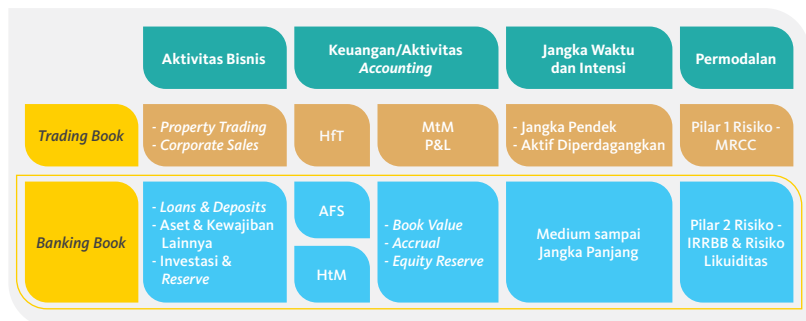 Aktivitas Bisnis
Keuangan/Aktivitas
Accounting
Jangka Waktu
dan Intensi
Permodalan
Trading Book
- Property Trading
- Corporate Sales
HfT
MtM
P&L
- Jangka Pendek
- Aktif Diperdagangkan
Pilar 1 Risiko -
MRCC
Banking Book
- Loans & Deposits
- Aset & Kewajiban
Lainnya
- Investasi &
Reserve
AFS
HtM
- Book Value
- Accrual
- Equity Reserve
Medium sampai
Jangka Panjang
Pilar 2 Risiko -
IRRBB & Risiko
Likuiditas